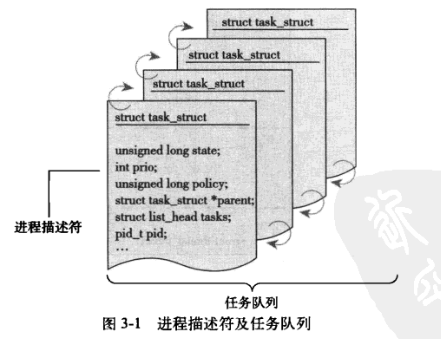 struct task_struct
struct task_struct
struct task_struct
struct task_struct
unsigned long state;
int prio;
unsigned long policy;
struct task_struct *parent;
struct list_head tasks;
pid_t pid;
…
进程描述符
任务队列
图 3-1 进程描述符及任务队列